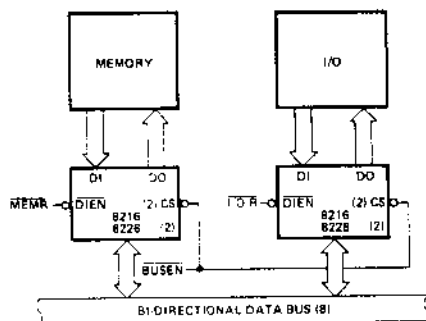 MEMORY
I/O
DI
DO
DI
DO
MEMR
DIEN
(2) CS
8216
8226
(2)
I/O R
DIEN
(2) CS
8216
8226
(2)
BUSEN
BI-DIRECTIONAL DATA BUS (8)